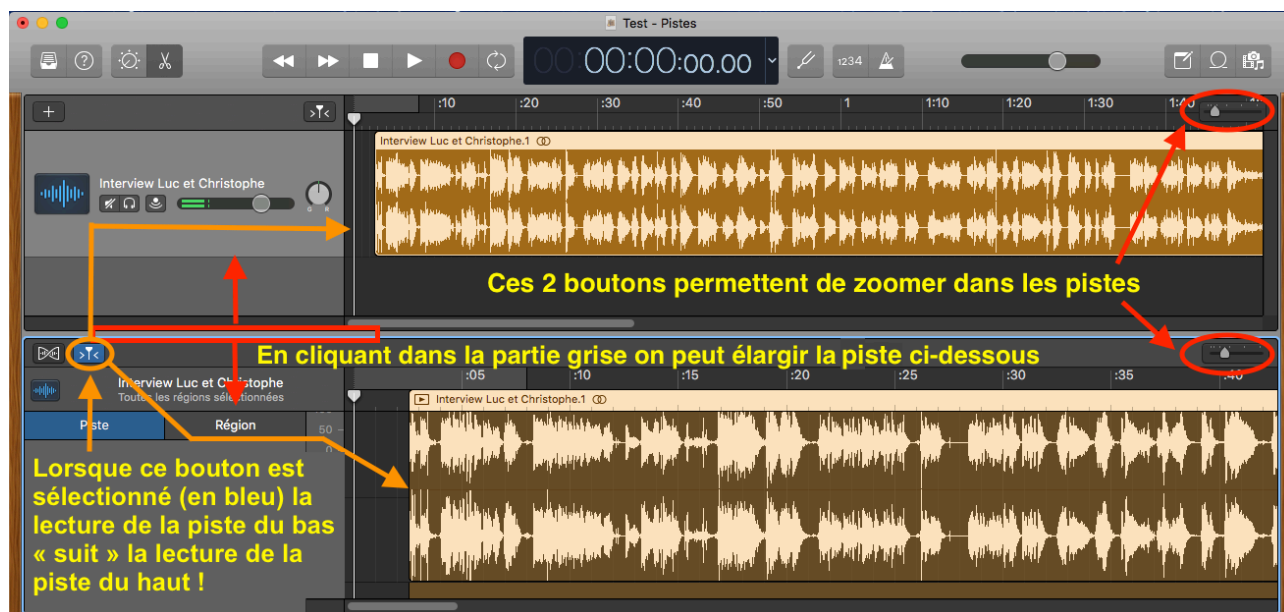 Test - Pistes
00:00:00.00
1234
:10 :20 :30 :40 :50 1 1:10 1:20 1:30 1:40
Interview Luc et Christophe.1
Interview Luc et Christophe
Ces 2 boutons permettent de zoomer dans les pistes
En cliquant dans la partie grise on peut élargir la piste ci-dessous
:05 :10 :15 :20 :25 :30 :35 :40
Interview Luc et Christophe
Toutes les régions sélectionnées
Interview Luc et Christophe.1
Piste Région
50
0
Lorsque ce bouton est
sélectionné (en bleu) la
lecture de la piste du bas
« suit » la lecture de la
piste du haut !